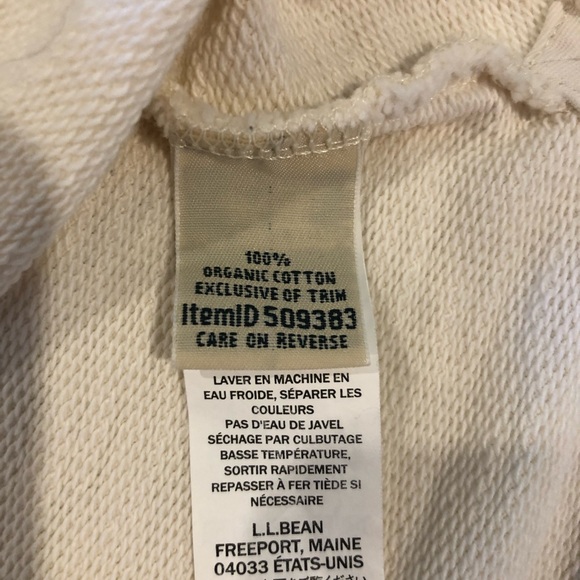 100%
ORGANIC COTTON
EXCLUSIVE OF TRIM
ItemID 509383
CARE ON REVERSE
LAVER EN MACHINE EN
EAU FROIDE, SÉPARER LES
COULEURS
PAS D'EAU DE JAVEL
SÉCHAGE PAR CULBUTAGE
BASSE TEMPÉRATURE,
SORTIR RAPIDEMENT
REPASSER À FER TIÈDE SI
NÉCESSAIRE
L.L.BEAN
FREEPORT, MAINE
04033 ÉTATS-UNIS